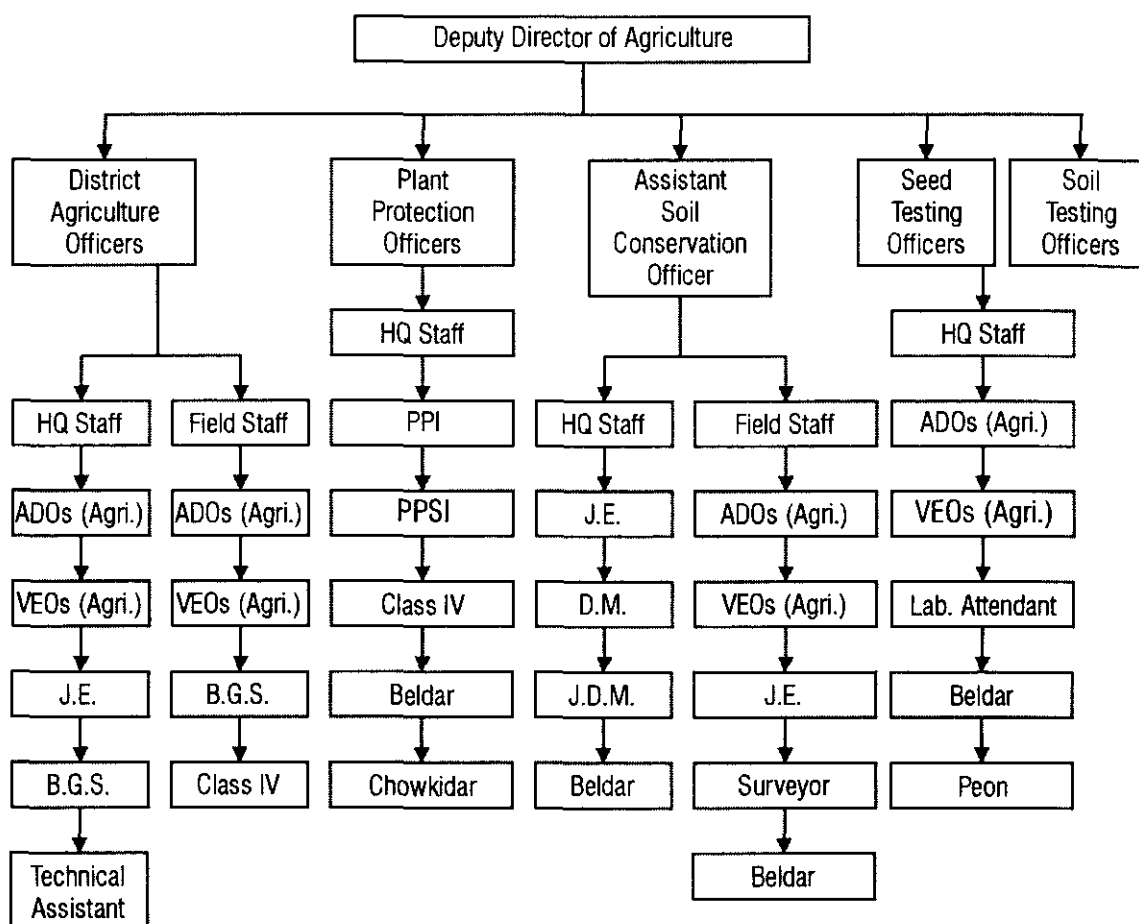 Deputy Director of Agriculture
District
Agriculture
Officers
Plant
Protection
Officers
Assistant
Soil
Conservation
Officer
Seed
Testing
Officers
Soil
Testing
Officers
HQ Staff
HQ Staff
HQ Staff
Field Staff
PPI
HQ Staff
Field Staff
ADOs (Agri.)
ADOs (Agri.)
ADOs (Agri.)
PPSI
J.E.
ADOs (Agri.)
VEOs (Agri.)
VEOs (Agri.)
VEOs (Agri.)
Class IV
D.M.
VEOs (Agri.)
Lab. Attendant
J.E.
B.G.S.
Beldar
J.D.M.
J.E.
Beldar
B.G.S.
Class IV
Chowkidar
Beldar
Surveyor
Peon
Technical
Assistant
Beldar